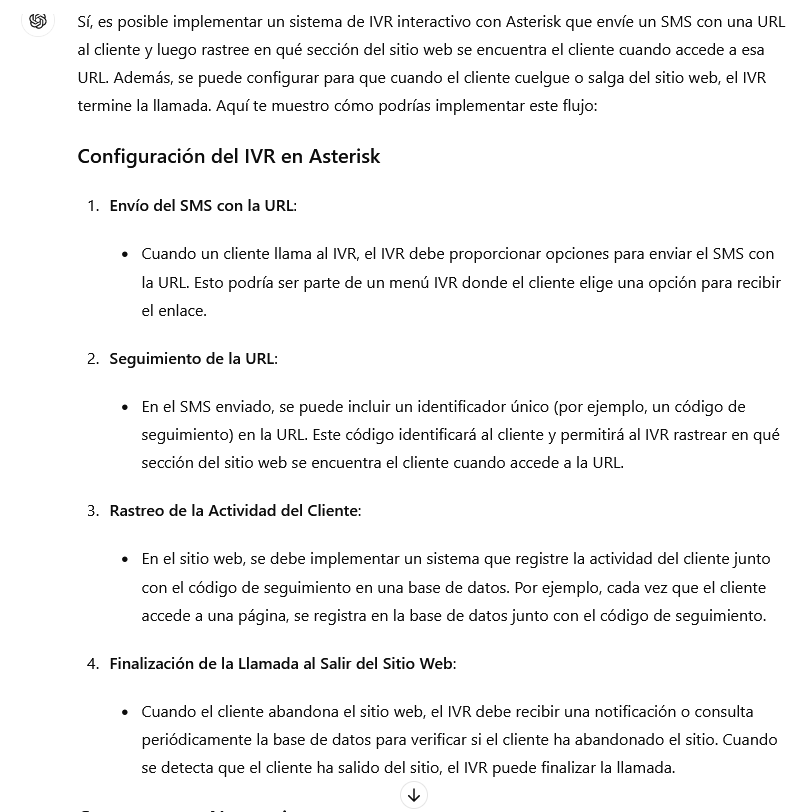 Sí, es posible implementar un sistema de IVR interactivo con Asterisk que envíe un SMS con una URL
al cliente y luego rastree en qué sección del sitio web se encuentra el cliente cuando accede a esa
URL. Además, se puede configurar para que cuando el cliente cuelgue o salga del sitio web, el IVR
termine la llamada. Aquí te muestro cómo podrías implementar este flujo:
Configuración del IVR en Asterisk
1. Envío del SMS con la URL:
• Cuando un cliente llama al IVR, el IVR debe proporcionar opciones para enviar el SMS con
la URL. Esto podría ser parte de un menú IVR donde el cliente elige una opción para recibir
el enlace.
2. Seguimiento de la URL:
• En el SMS enviado, se puede incluir un identificador único (por ejemplo, un código de
seguimiento) en la URL. Este código identificará al cliente y permitirá al IVR rastrear en qué
sección del sitio web se encuentra el cliente cuando accede a la URL.
3. Rastreo de la Actividad del Cliente:
• En el sitio web, se debe implementar un sistema que registre la actividad del cliente junto
con el código de seguimiento en una base de datos. Por ejemplo, cada vez que el cliente
accede a una página, se registra en la base de datos junto con el código de seguimiento.
4. Finalización de la Llamada al Salir del Sitio Web:
• Cuando el cliente abandona el sitio web, el IVR debe recibir una notificación o consulta
periódicamente la base de datos para verificar si el cliente ha abandonado el sitio. Cuando
se detecta que el cliente ha salido del sitio, el IVR puede finalizar la llamada.